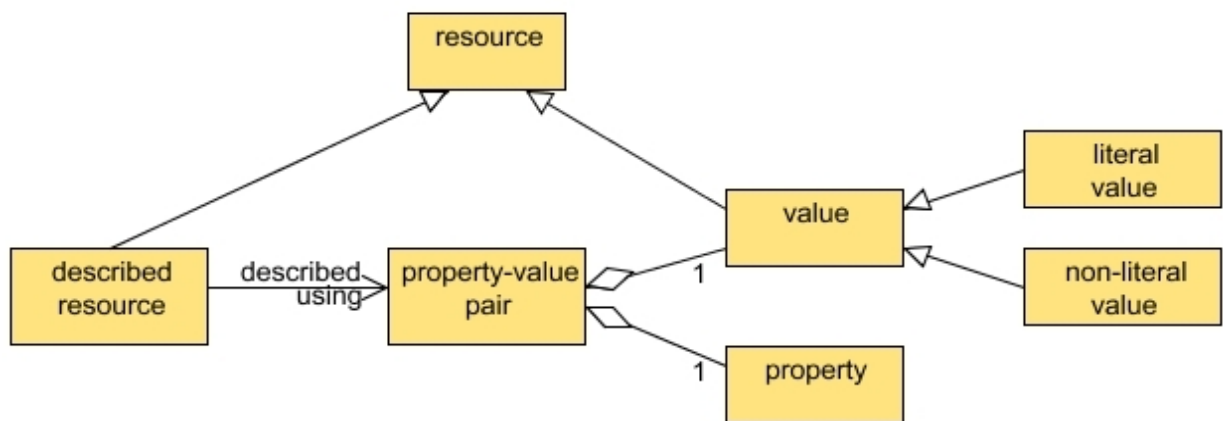 resource
literal
value
value
described
resource
described
using
property-value
pair
1
non-literal
value
1
property